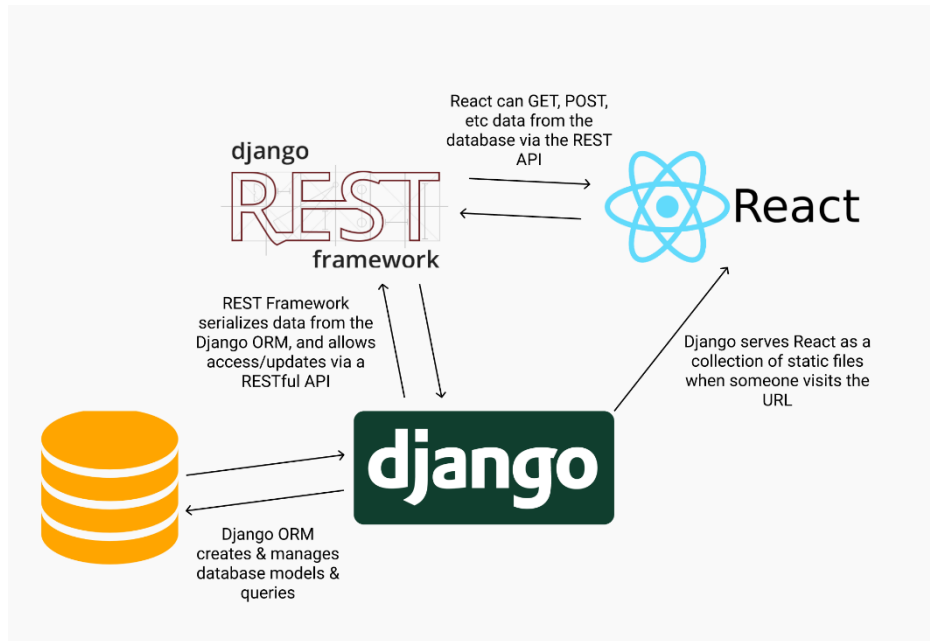 React can GET, POST,
etc data from the
database via the REST
API
django
REST
framework
React
REST Framework
serializes data from the
Django ORM, and allows
access/updates via a
RESTful API
Django serves React as a
collection of static files
when someone visits the
URL
django
Django ORM
creates & manages
database models &
queries